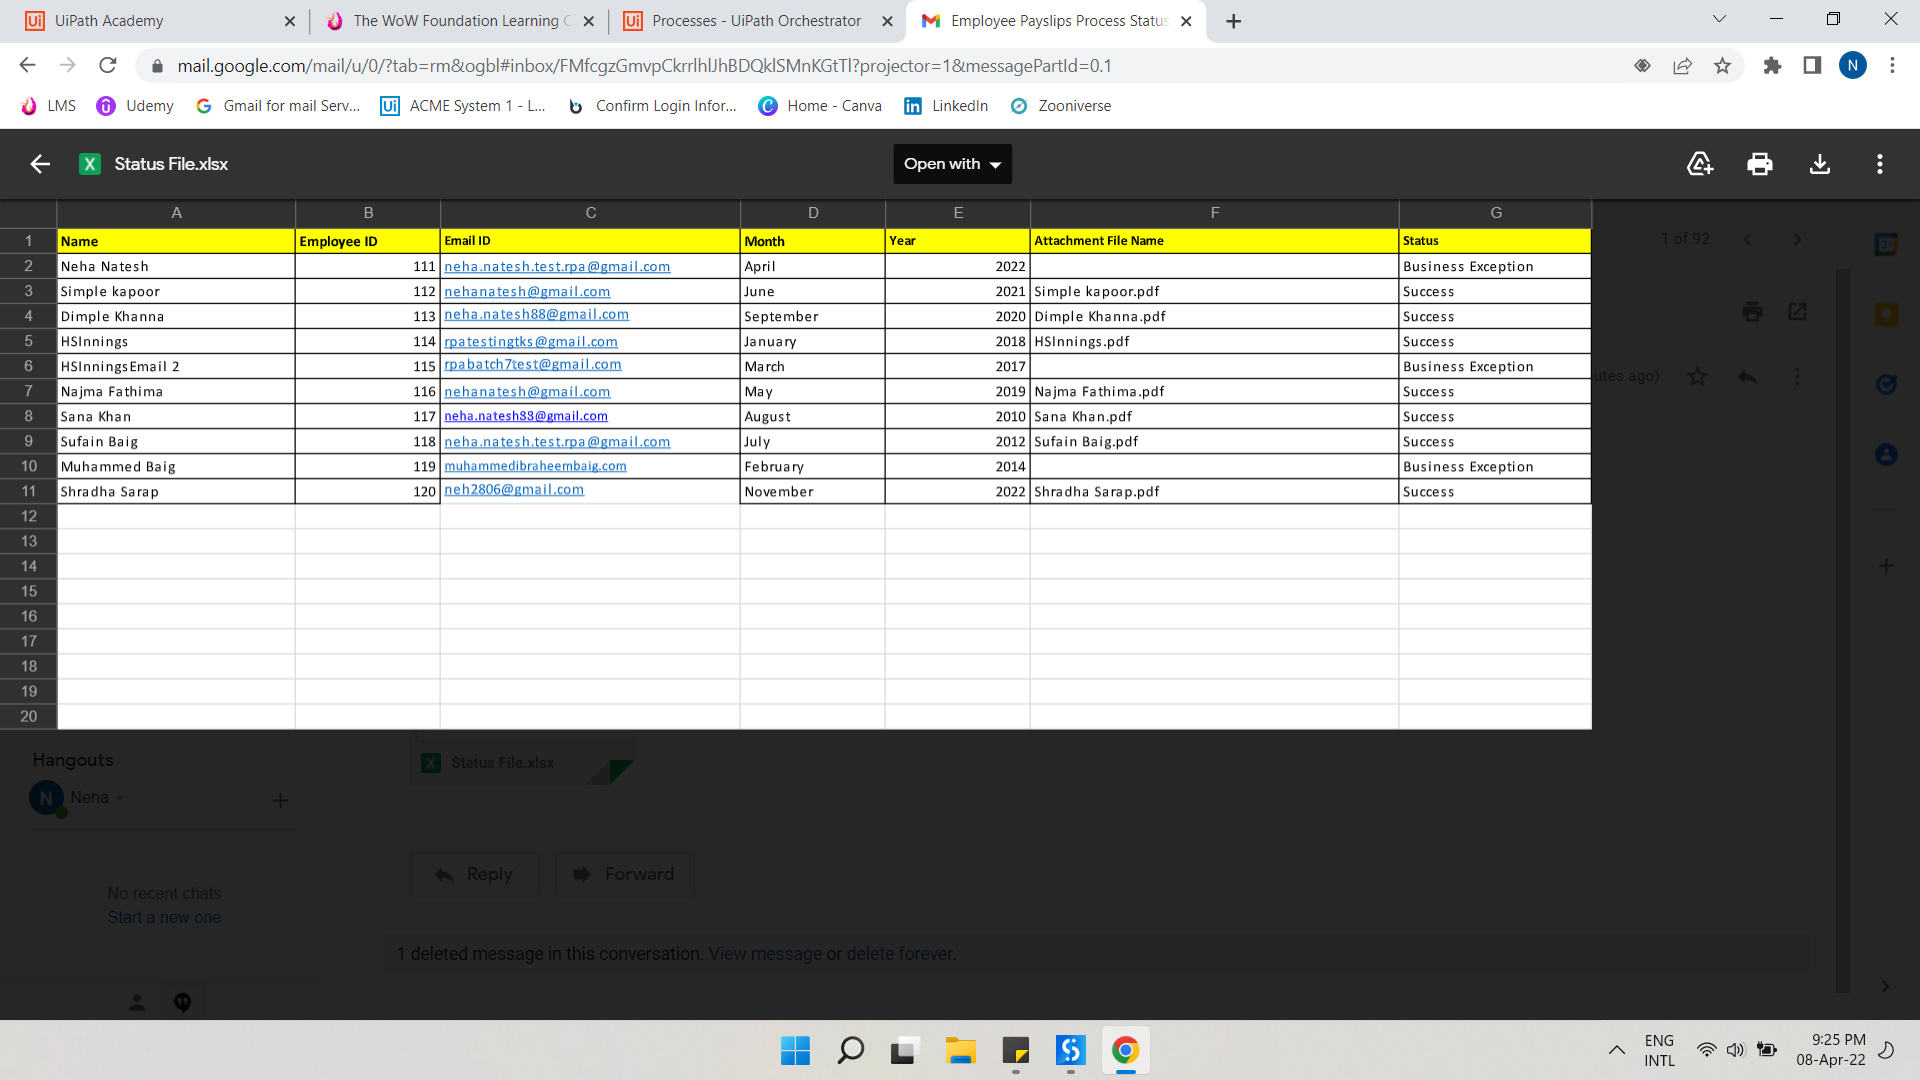 UiPath Academy
The WoW Foundation Learning C
Processes - UiPath Orchestrator
Employee Payslips Process Status
mail.google.com/mail/u/0/?tab=rm&ogbl#inbox/FMfcgzGmvpCkrrlhlJhBDQklSMnKGtTl?projector=1&messagePartId=0.1
N
LMS
Udemy
Gmail for mail Serv...
ACME System 1 - L...
Confirm Login Infor...
Home - Canva
LinkedIn
Zooniverse
Status File.xlsx
Open with
A B C D E F G
1 Name Employee ID Email ID Month Year Attachment File Name Status
2 Neha Natesh 111 neha.natesh.test.rpa@gmail.com April 2022 Business Exception
3 Simple kapoor 112 nehanatesh@gmail.com June 2021 Simple kapoor.pdf Success
4 Dimple Khanna 113 neha.natesh88@gmail.com September 2020 Dimple Khanna.pdf Success
5 HSInnings 114 rpatestingtks@gmail.com January 2018 HSInnings.pdf Success
6 HSInningsEmail 2 115 rpabatch7test@gmail.com March 2017 Business Exception
7 Najma Fathima 116 nehanatesh@gmail.com May 2019 Najma Fathima.pdf Success
8 Sana Khan 117 neha.natesh88@gmail.com August 2010 Sana Khan.pdf Success
9 Sufain Baig 118 neha.natesh.test.rpa@gmail.com July 2012 Sufain Baig.pdf Success
10 Muhammed Baig 119 muhammedibraheembaig.com February 2014 Business Exception
11 Shradha Sarap 120 neh2806@gmail.com November 2022 Shradha Sarap.pdf Success
12
13
14
15
16
17
18
19
20
1 of 92
utes ago)
31
Hangouts
Status File.xlsx
N Neha
Reply
Forward
No recent chats
Start a new one
1 deleted message in this conversation. View message or delete forever.
ENG
INTL
9:25 PM
08-Apr-22